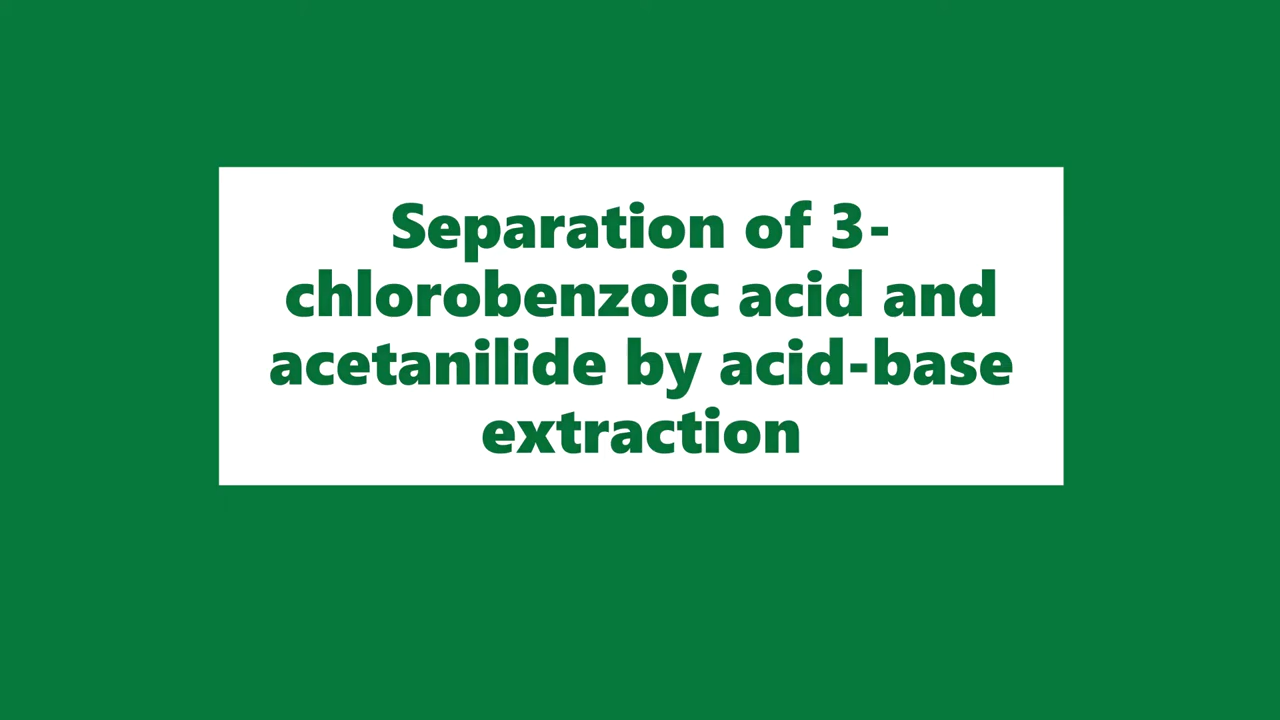 Separation of 3-
chlorobenzoic acid and
acetanilide by acid-base
extraction